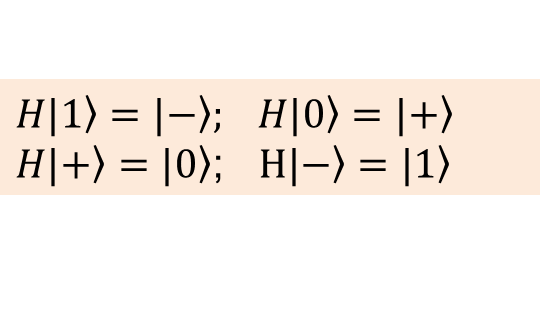 H|1⟩ = |−⟩; H|0⟩ = |+⟩
H|+⟩ = |0⟩; H|−⟩ = |1⟩